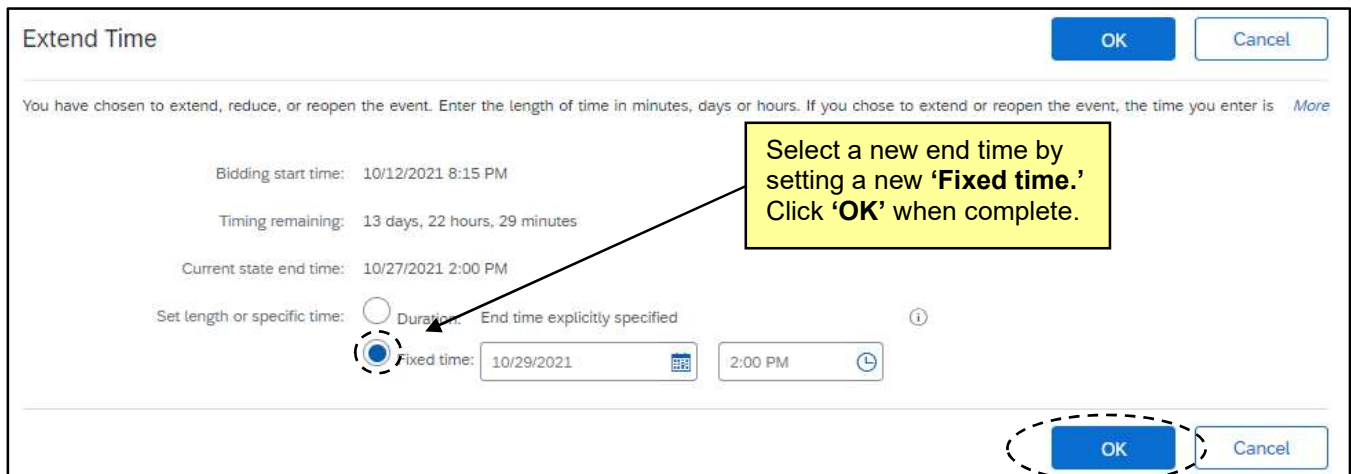 Extend Time
OK
Cancel
You have chosen to extend, reduce, or reopen the event. Enter the length of time in minutes, days or hours. If you chose to extend or reopen the event, the time you enter is More
Select a new end time by
setting a new ‘Fixed time.’
Click ‘OK’ when complete.
Bidding start time: 10/12/2021 8:15 PM
Timing remaining: 13 days, 22 hours, 29 minutes
Current state end time: 10/27/2021 2:00 PM
Set length or specific time: Duration: End time explicitly specified
Fixed time: 10/29/2021 2:00 PM
OK
Cancel